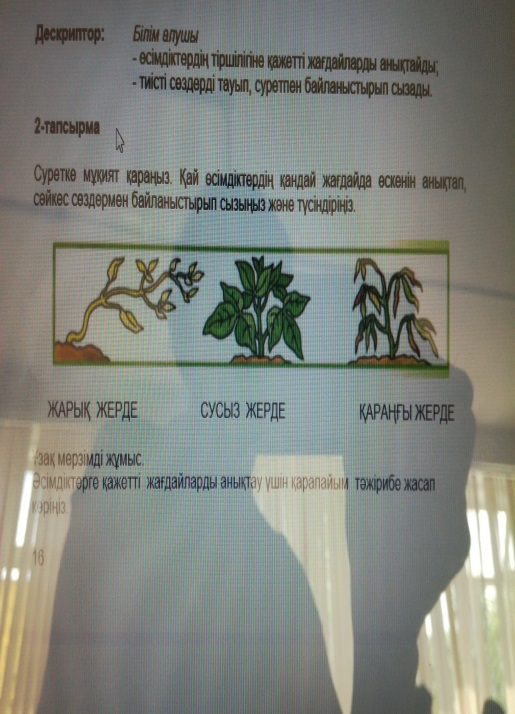 Дескриптор: Білім алушы
- өсімдіктердің тіршілігіне қажетті жағдайларды анықтайды;
- тиісті сөздерді тауып, суретпен байланыстырып сызады.
2-тапсырма
Суретке мұқият қараңыз. Қай өсімдіктердің қандай жағдайда өскенін анықтап,
сәйкес сөздермен байланыстырып сызыңыз және түсіндіріңіз.
ЖАРЫҚ ЖЕРДЕ СУСЫЗ ЖЕРДЕ ҚАРАҢҒЫ ЖЕРДЕ
Ұзақ мерзімді жұмыс.
Өсімдіктерге қажетті жағдайларды анықтау үшін қарапайым тәжірибе жасап
көріңіз.
16